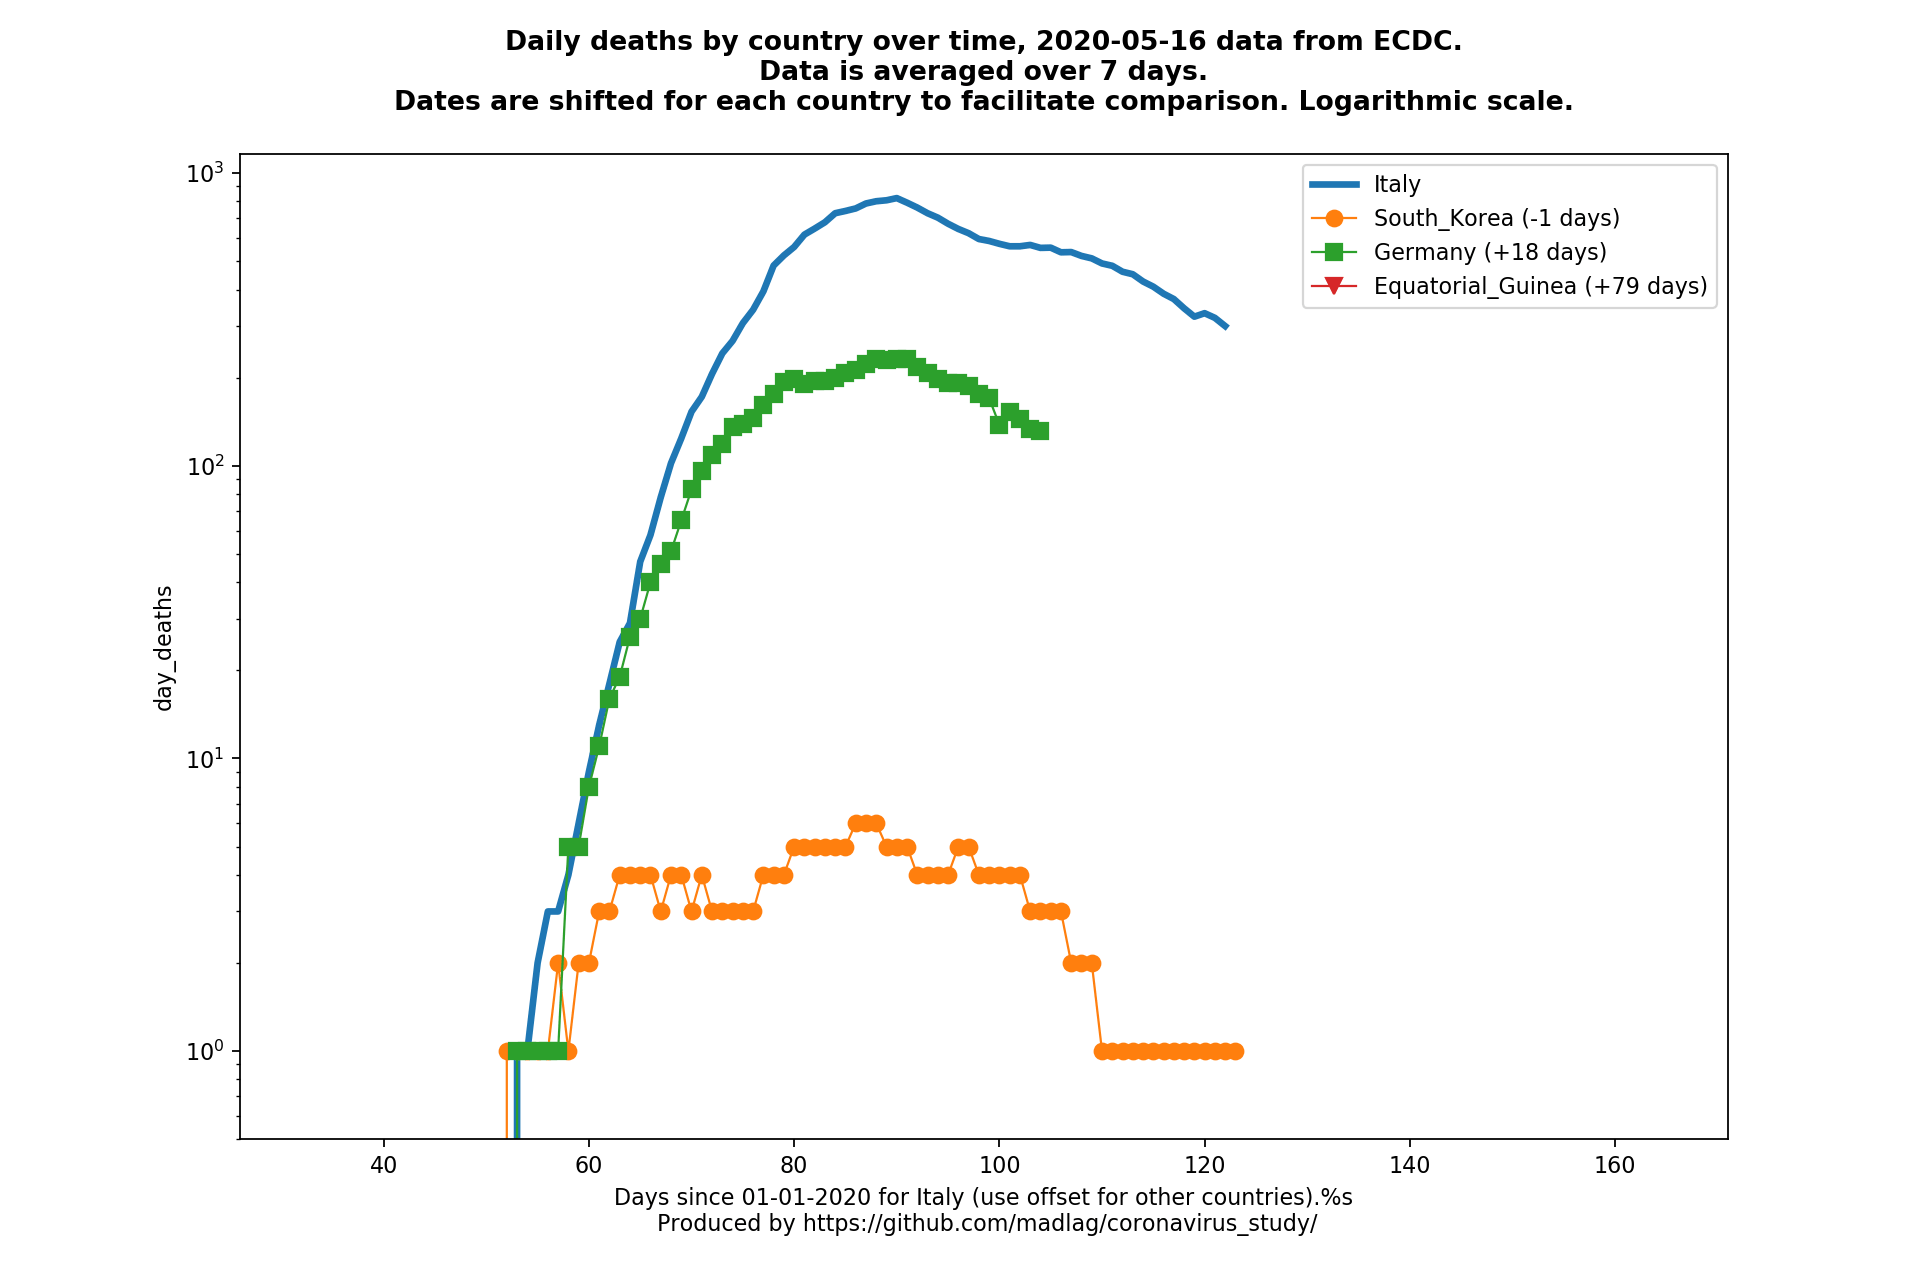 Daily deaths by country over time, 2020-05-16 data from ECDC.
Data is averaged over 7 days.
Dates are shifted for each country to facilitate comparison. Logarithmic scale.
10³
10²
10¹
10⁰
day_deaths
Italy
South_Korea (-1 days)
Germany (+18 days)
Equatorial_Guinea (+79 days)
40 60 80 100 120 140 160
Days since 01-01-2020 for Italy (use offset for other countries).%s
Produced by https://github.com/madlag/coronavirus_study/